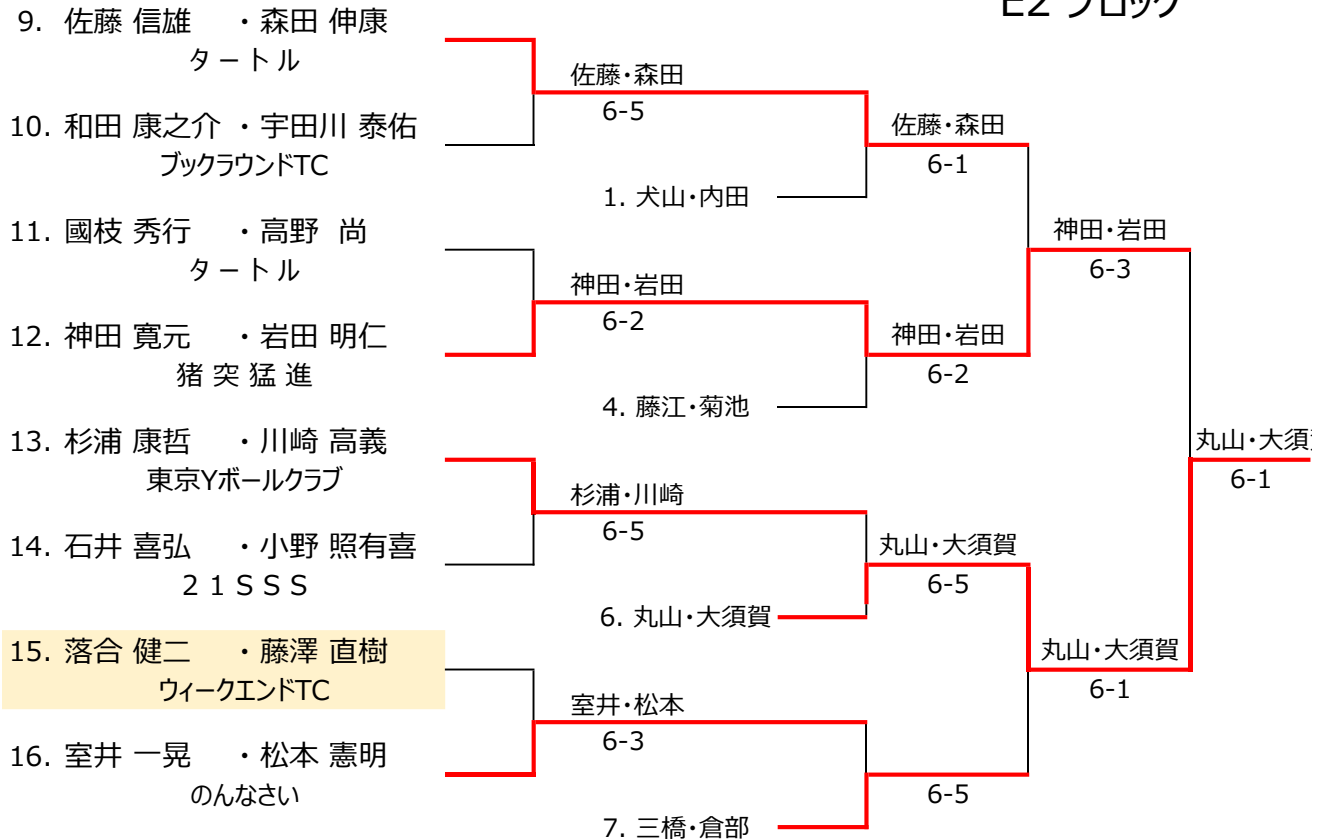 E2 ブロック
9. 佐藤 信雄 ・森田 伸康
タートル
佐藤・森田
6-5
10. 和田 康之介 ・宇田川 泰佑
ブックラウンドTC
佐藤・森田
6-1
1. 犬山・内田
11. 國枝 秀行 ・高野 尚
タートル
神田・岩田
6-3
神田・岩田
6-2
12. 神田 寛元 ・岩田 明仁
猪突猛進
神田・岩田
6-2
4. 藤江・菊池
13. 杉浦 康哲 ・川崎 高義
東京Yボールクラブ
丸山・大須
6-1
杉浦・川崎
6-5
14. 石井 喜弘 ・小野 照有喜
21SSS
丸山・大須賀
6-5
6. 丸山・大須賀
15. 落合 健二 ・藤澤 直樹
ウィークエンドTC
丸山・大須賀
6-1
室井・松本
6-3
16. 室井 一晃 ・松本 憲明
のんなさい
6-5
7. 三橋・倉部